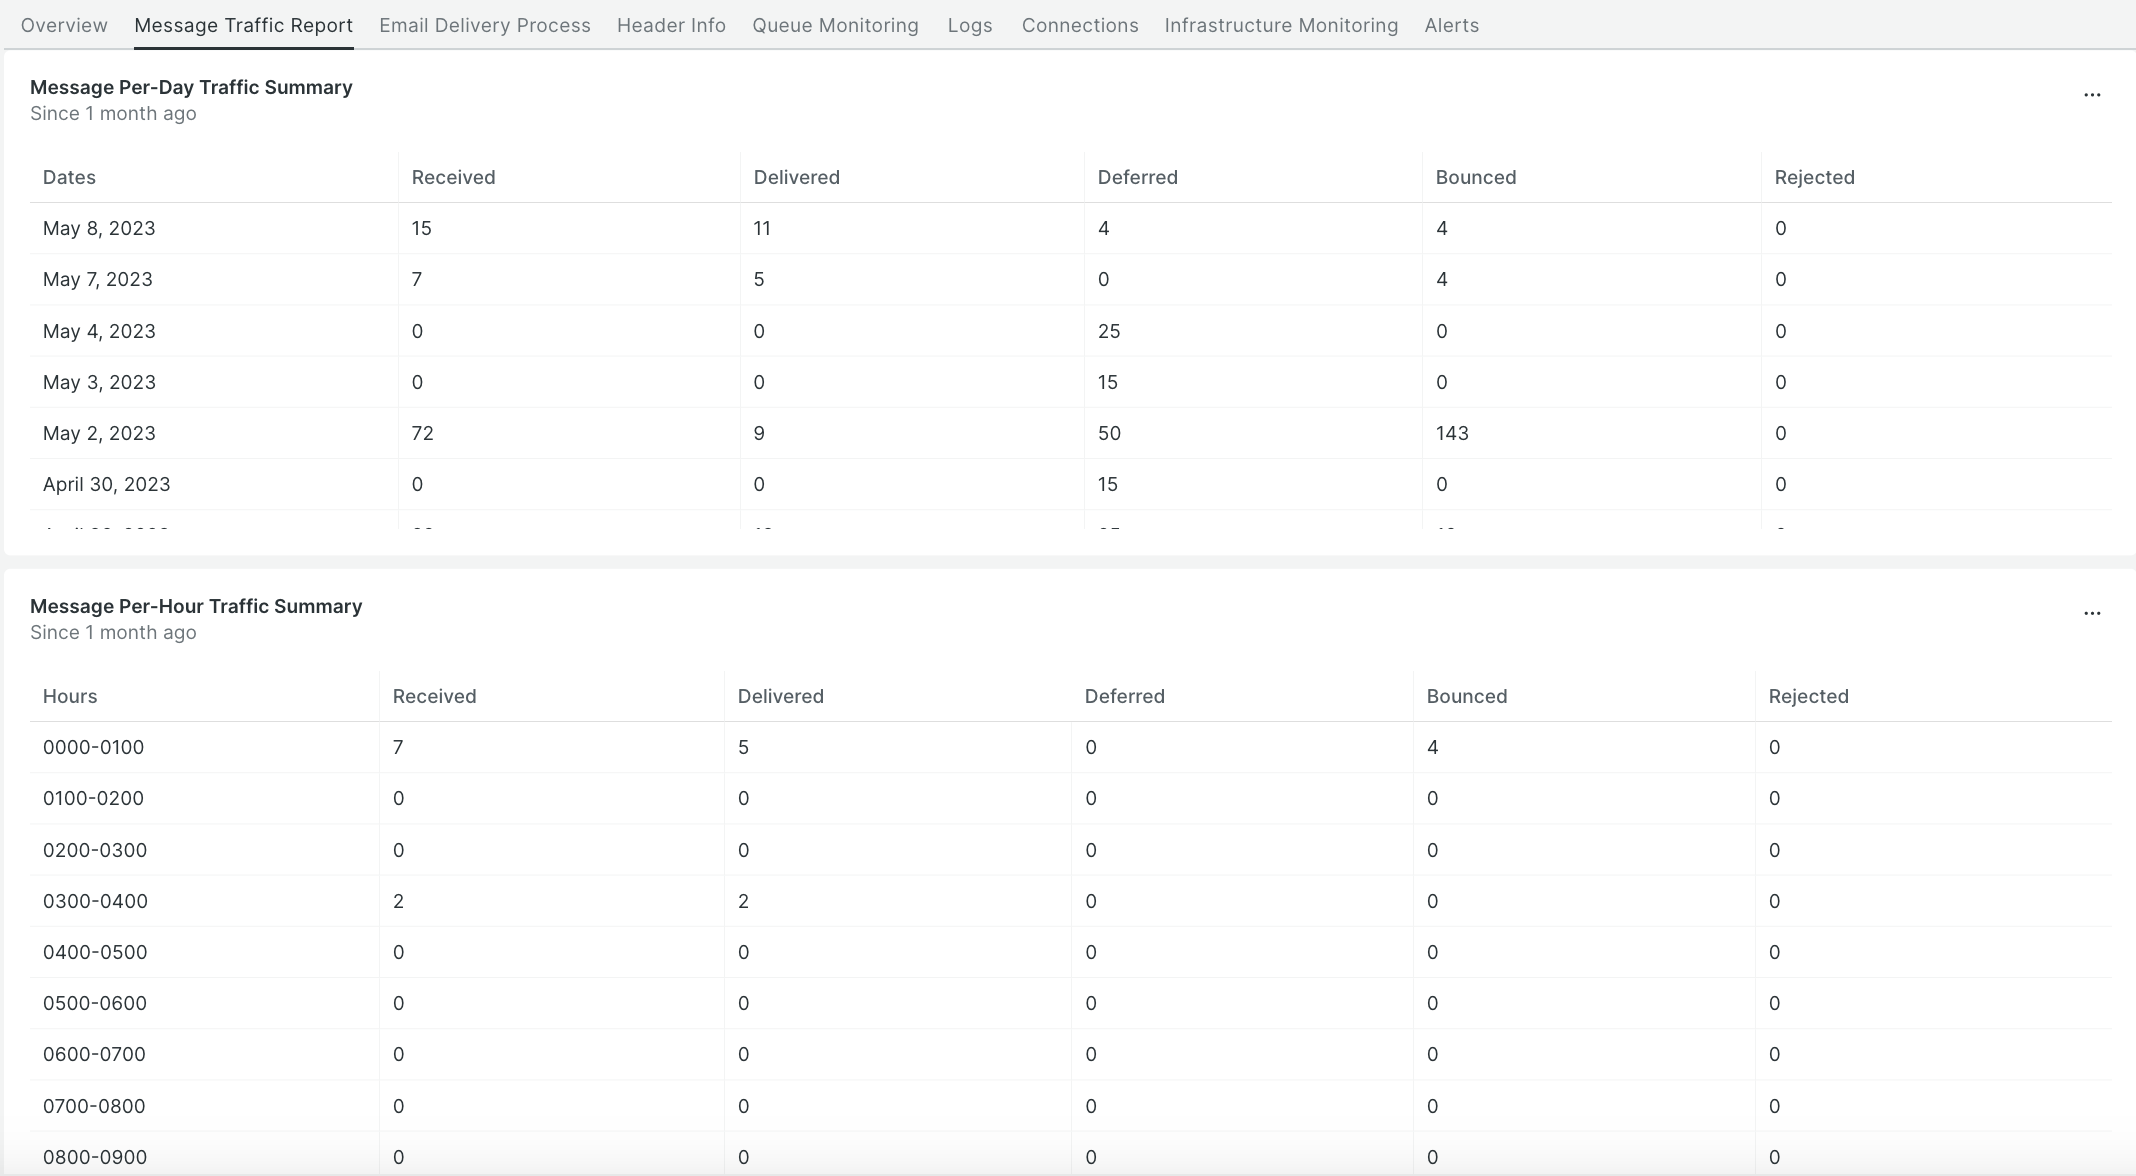 Overview Message Traffic Report Email Delivery Process Header Info Queue Monitoring Logs Connections Infrastructure Monitoring Alerts
Message Per-Day Traffic Summary
Since 1 month ago
...
Dates Received Delivered Deferred Bounced Rejected
May 8, 2023 15 11 4 4 0
May 7, 2023 7 5 0 4 0
May 4, 2023 0 0 25 0 0
May 3, 2023 0 0 15 0 0
May 2, 2023 72 9 50 143 0
April 30, 2023 0 0 15 0 0
Message Per-Hour Traffic Summary
Since 1 month ago
...
Hours Received Delivered Deferred Bounced Rejected
0000-0100 7 5 0 4 0
0100-0200 0 0 0 0 0
0200-0300 0 0 0 0 0
0300-0400 2 2 0 0 0
0400-0500 0 0 0 0 0
0500-0600 0 0 0 0 0
0600-0700 0 0 0 0 0
0700-0800 0 0 0 0 0
0800-0900 0 0 0 0 0